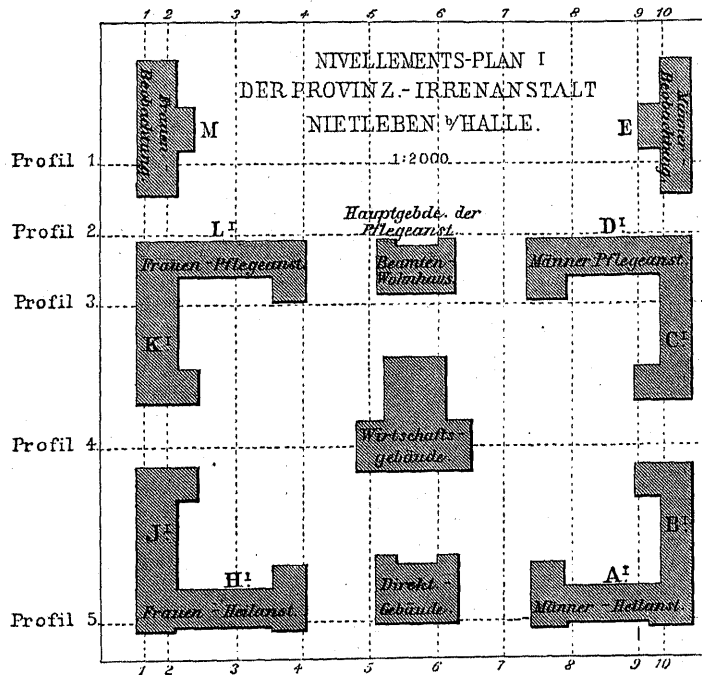 1 2 3 4 5 6 7 8 9 10
NIVELLEMENTS-PLAN I
DER PROVINZ.-IRRENANSTALT
NIETLEBEN b/HALLE.
1:2000
Frauen-
Beobachtung.
M
E
Männer-
Beobachtung
Profil 1
Hauptgebde. der
Pflegeanst.
Profil 2
L I
D I
Frauen-Pflegeanst.
Beamten-
Wohnhaus
Männer Pflegeanst
Profil 3
K I
C I
Profil 4
Wirtschafts
gebäude.
J I
B I
H I
A I
Frauen-Heilanst.
Direkt.-
Gebäude.
Männer-Heilanst.
Profil 5
1 2 3 4 5 6 7 8 9 10